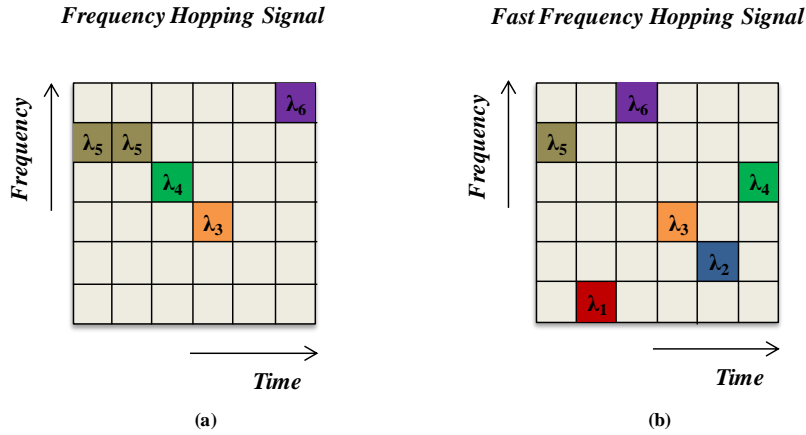 Frequency Hopping Signal
Fast Frequency Hopping Signal
Frequency
λ6
λ5 λ5
λ4
λ3
Time
(a)
Frequency
λ6
λ5
λ4
λ3
λ2
λ1
Time
(b)